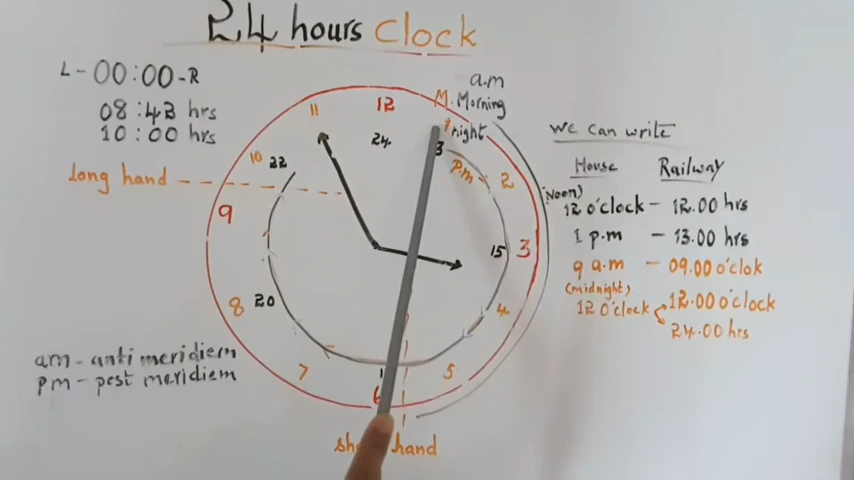 24 hours Clock
L-00:00-R
08:43 hrs
10:00 hrs
long hand
a.m
M. Morning
night
p.m
12
11
10
9
8
7
5
4
3
2
1
24
22
20
15
hand
am-anti meridiem
pm-post meridiem
we can write
House Railway
(Noon)
12 o'clock - 12.00 hrs
1 p.m - 13.00 hrs
9 a.m - 09.00 o'clok
(midnight)
12 o'clock 12.00 o'clock
24.00 hrs